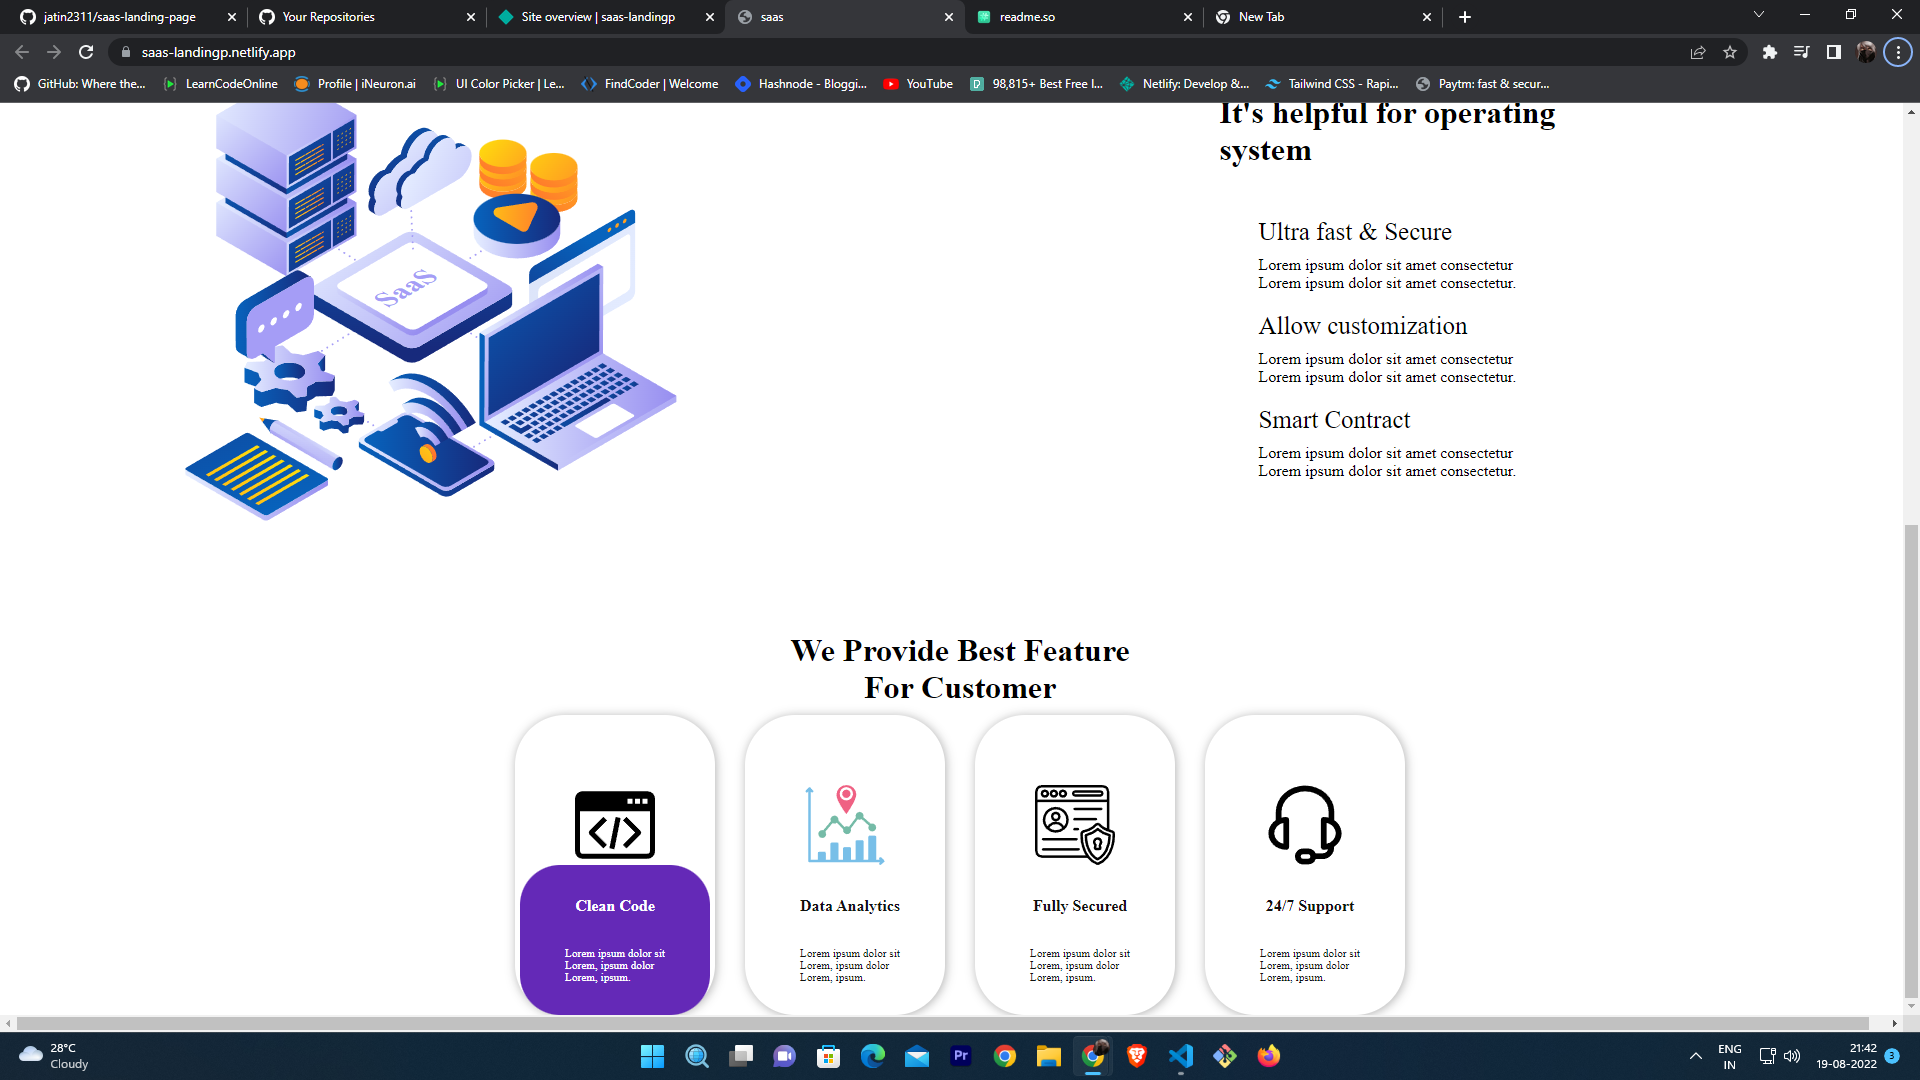 jatin2311/saas-landing-page
Your Repositories
Site overview | saas-landingp
saas
readme.so
New Tab
saas-landingp.netlify.app
GitHub: Where the...
LearnCodeOnline
Profile | iNeuron.ai
UI Color Picker | Le...
FindCoder | Welcome
Hashnode - Bloggi...
YouTube
98,815+ Best Free I...
Netlify: Develop &...
Tailwind CSS - Rapi...
Paytm: fast & secur...
SaaS
It's helpful for operating
system
Ultra fast & Secure
Lorem ipsum dolor sit amet consectetur
Lorem ipsum dolor sit amet consectetur.
Allow customization
Lorem ipsum dolor sit amet consectetur
Lorem ipsum dolor sit amet consectetur.
Smart Contract
Lorem ipsum dolor sit amet consectetur
Lorem ipsum dolor sit amet consectetur.
We Provide Best Feature
For Customer
Clean Code
Lorem ipsum dolor sit
Lorem, ipsum dolor
Lorem, ipsum.
Data Analytics
Lorem ipsum dolor sit
Lorem, ipsum dolor
Lorem, ipsum.
Fully Secured
Lorem ipsum dolor sit
Lorem, ipsum dolor
Lorem, ipsum.
24/7 Support
Lorem ipsum dolor sit
Lorem, ipsum dolor
Lorem, ipsum.
28°C
Cloudy
Pr
ENG
IN
21:42
19-08-2022
3